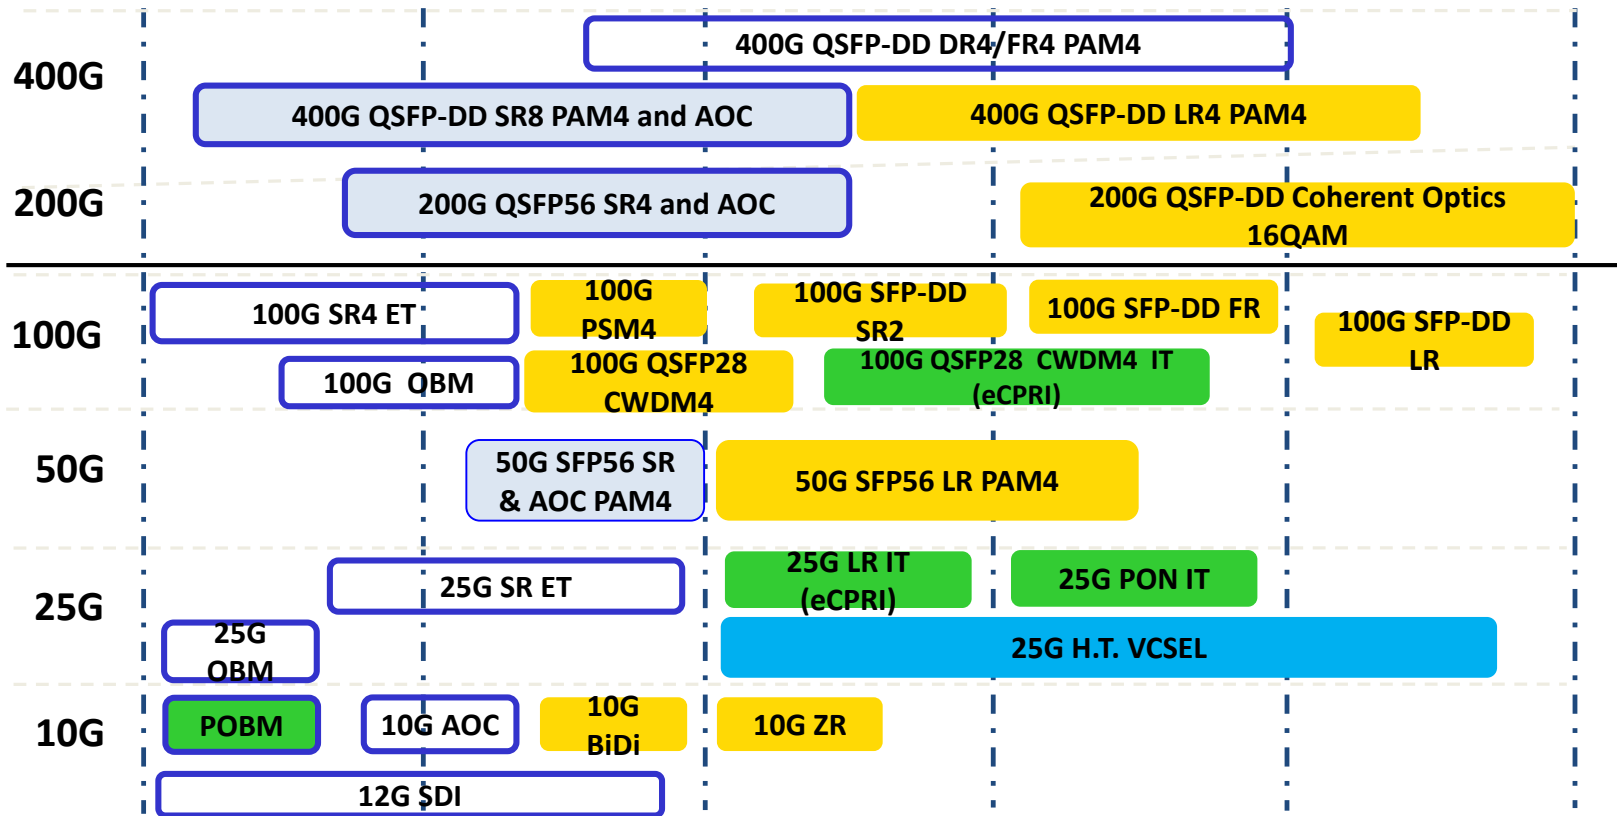 400G QSFP-DD DR4/FR4 PAM4
400G
400G QSFP-DD SR8 PAM4 and AOC
400G QSFP-DD LR4 PAM4
200G
200G QSFP56 SR4 and AOC
200G QSFP-DD Coherent Optics
16QAM
100G
100G SR4 ET
100G
PSM4
100G SFP-DD
SR2
100G SFP-DD FR
100G SFP-DD
LR
100G OBM
100G QSFP28
CWDM4
100G QSFP28 CWDM4 IT
(eCPRI)
50G
50G SFP56 SR
& AOC PAM4
50G SFP56 LR PAM4
25G
25G SR ET
25G LR IT
(eCPRI)
25G PON IT
25G
OBM
25G H.T. VCSEL
10G
POBM
10G AOC
10G
BiDi
10G ZR
12G SDI